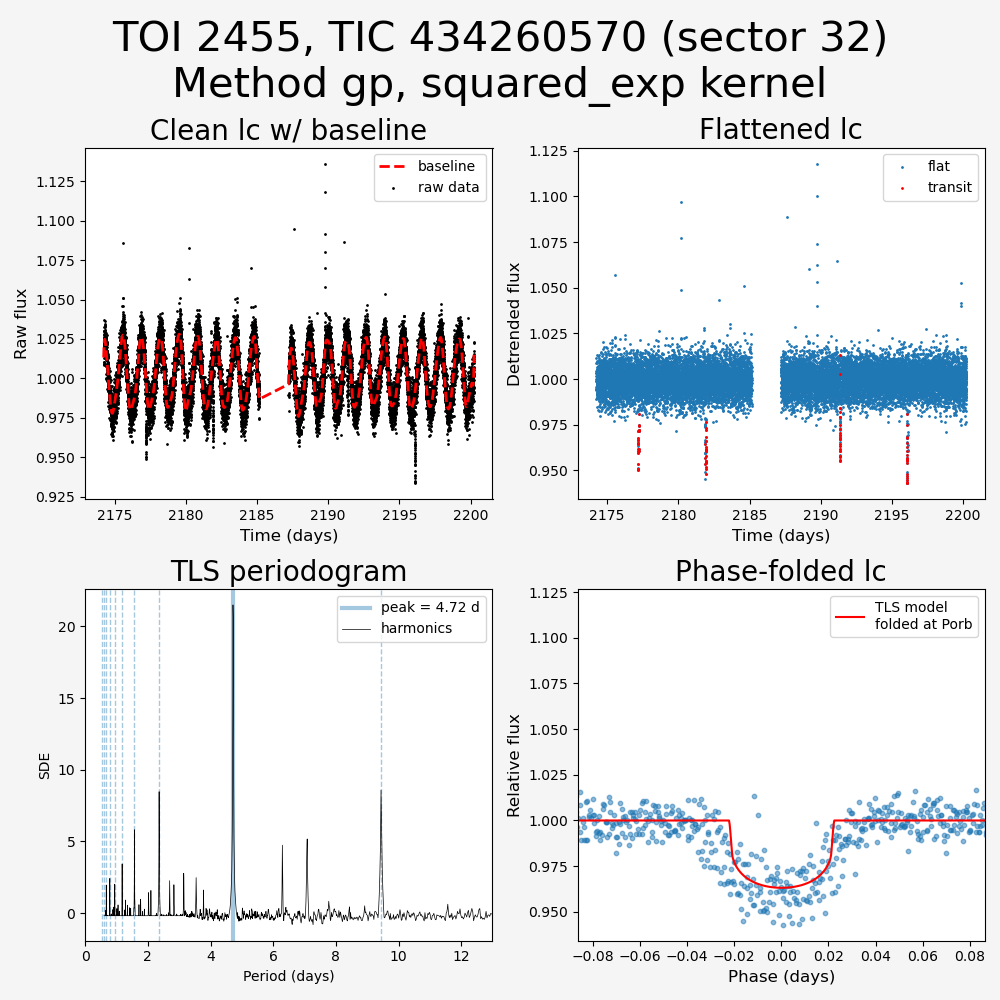 TOI 2455, TIC 434260570 (sector 32)
Method gp, squared_exp kernel
Clean lc w/ baseline
Raw flux
1.125
1.100
1.075
1.050
1.025
1.000
0.975
0.950
0.925
baseline
raw data
2175 2180 2185 2190 2195 2200
Time (days)
Flattened lc
Detrended flux
1.125
1.100
1.075
1.050
1.025
1.000
0.975
0.950
flat
transit
2175 2180 2185 2190 2195 2200
Time (days)
TLS periodogram
SDE
20
15
10
5
0
peak = 4.72 d
harmonics
0 2 4 6 8 10 12
Period (days)
Phase-folded lc
Relative flux
1.125
1.100
1.075
1.050
1.025
1.000
0.975
0.950
TLS model
folded at Porb
−0.08 −0.06 −0.04 −0.02 0.00 0.02 0.04 0.06 0.08
Phase (days)